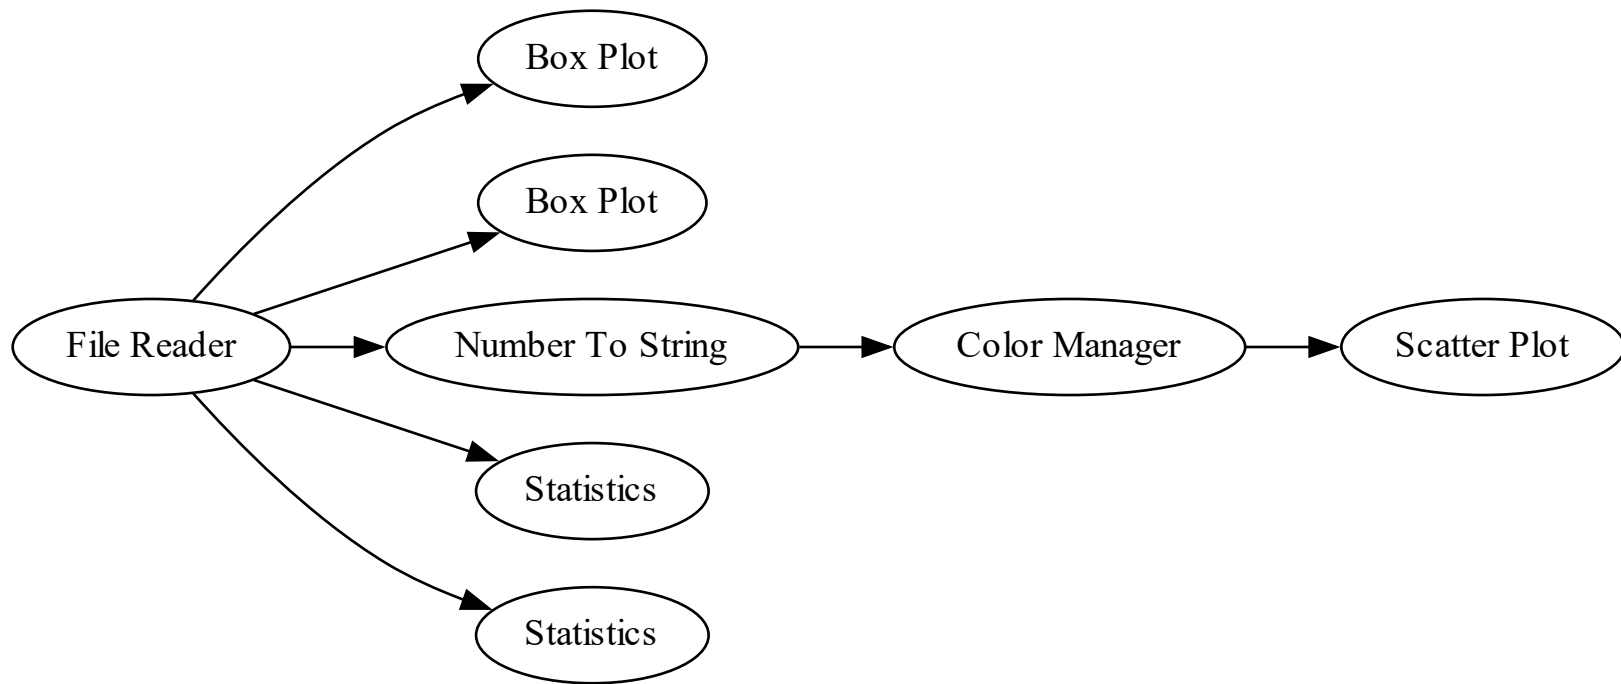 Box Plot
Box Plot
File Reader
Number To String
Color Manager
Scatter Plot
Statistics
Statistics